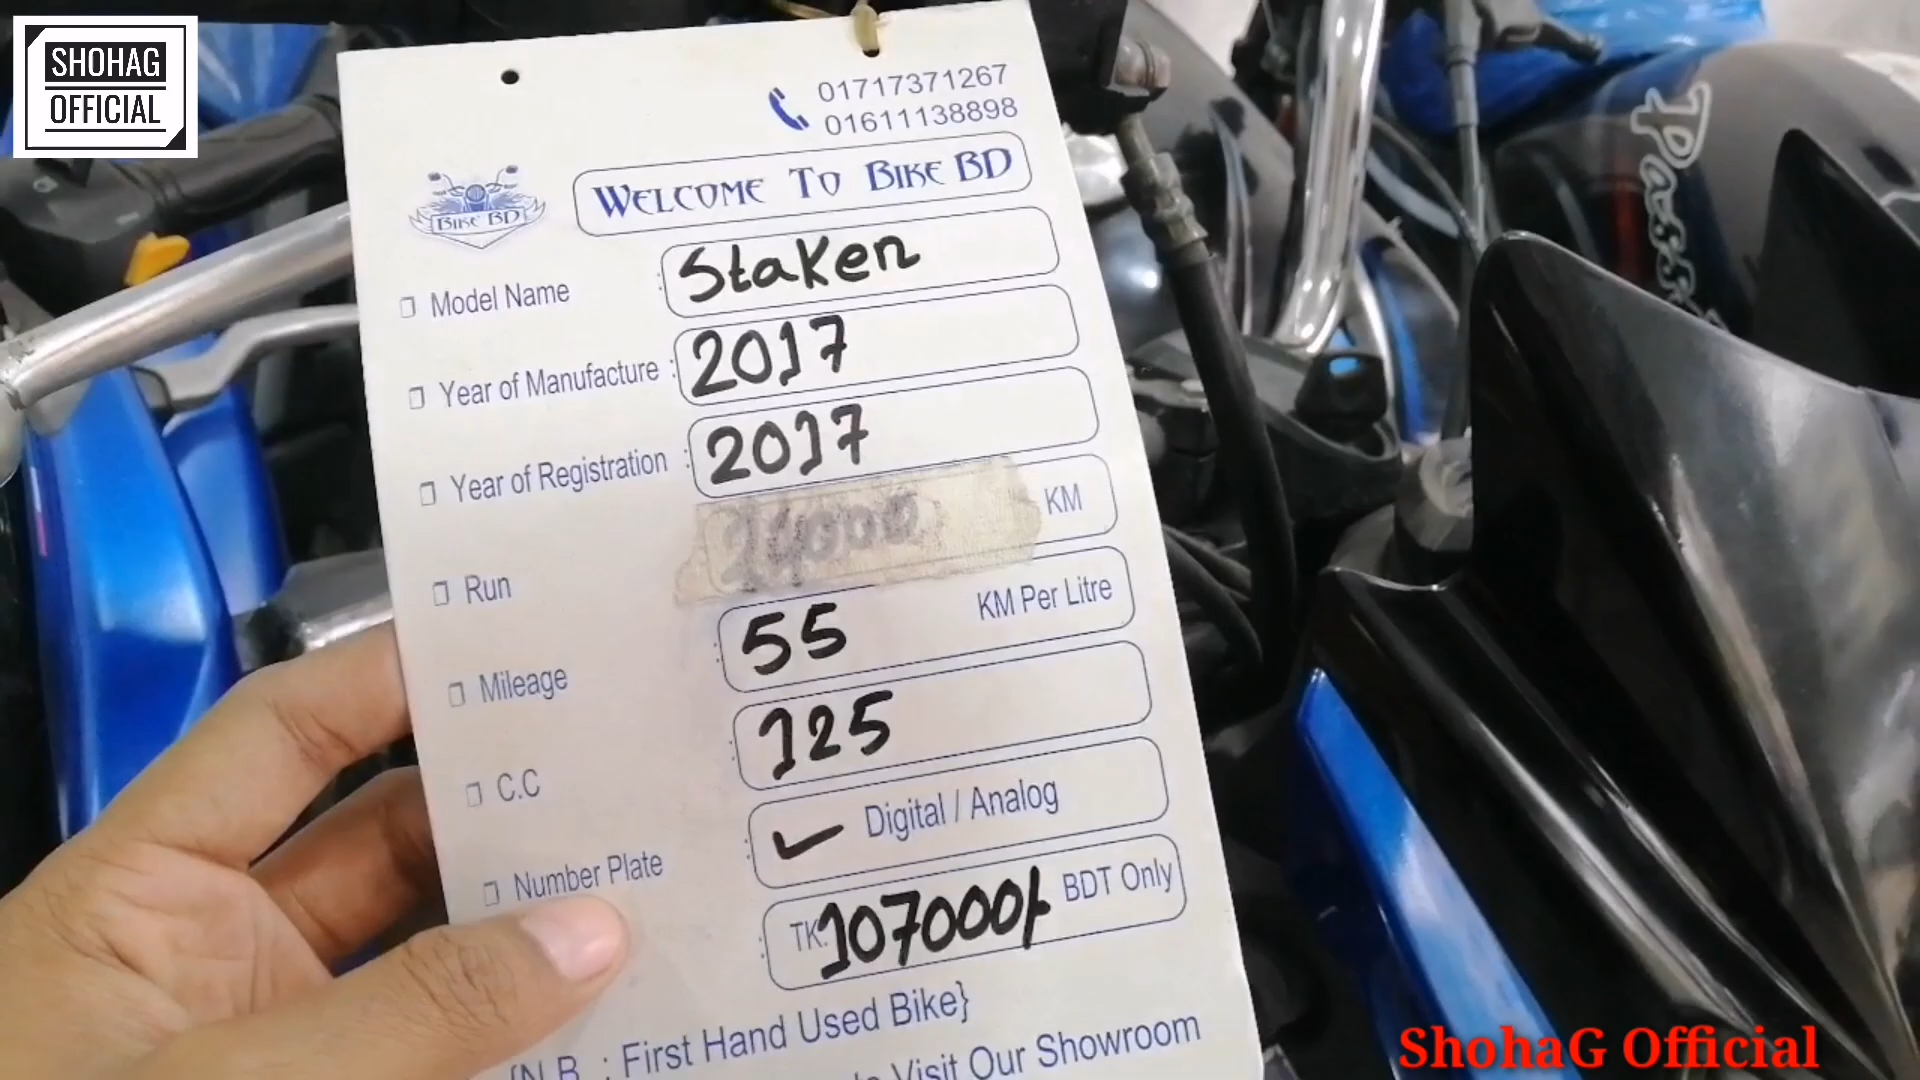 SHOHAG
OFFICIAL
01717371267
01611138898
BIKE BD
WELCOME TO BIKE BD
Model Name : Staken
Year of Manufacture : 2017
Year of Registration : 2017
Run KM
Mileage : 55 KM Per Litre
C.C : 125
Number Plate : ✓ Digital / Analog
: TK. 107000/- BDT Only
{N.B. : First Hand Used Bike}
Visit Our Showroom
ShohaG Official